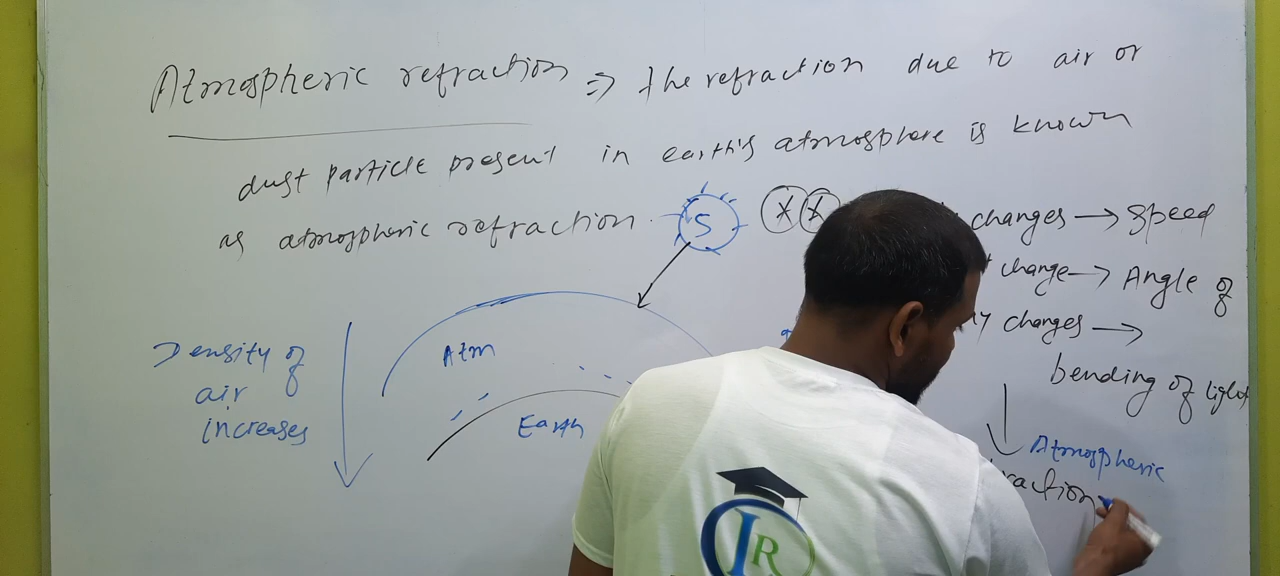 Atmospheric refraction => the refraction due to air or
dust particle present in earth's atmosphere is known
as atmospheric refraction.
S
changes → Speed
change → Angle of
changes →
bending of light
Atmospheric
Density of
air
increases
Atm
Earth
IR